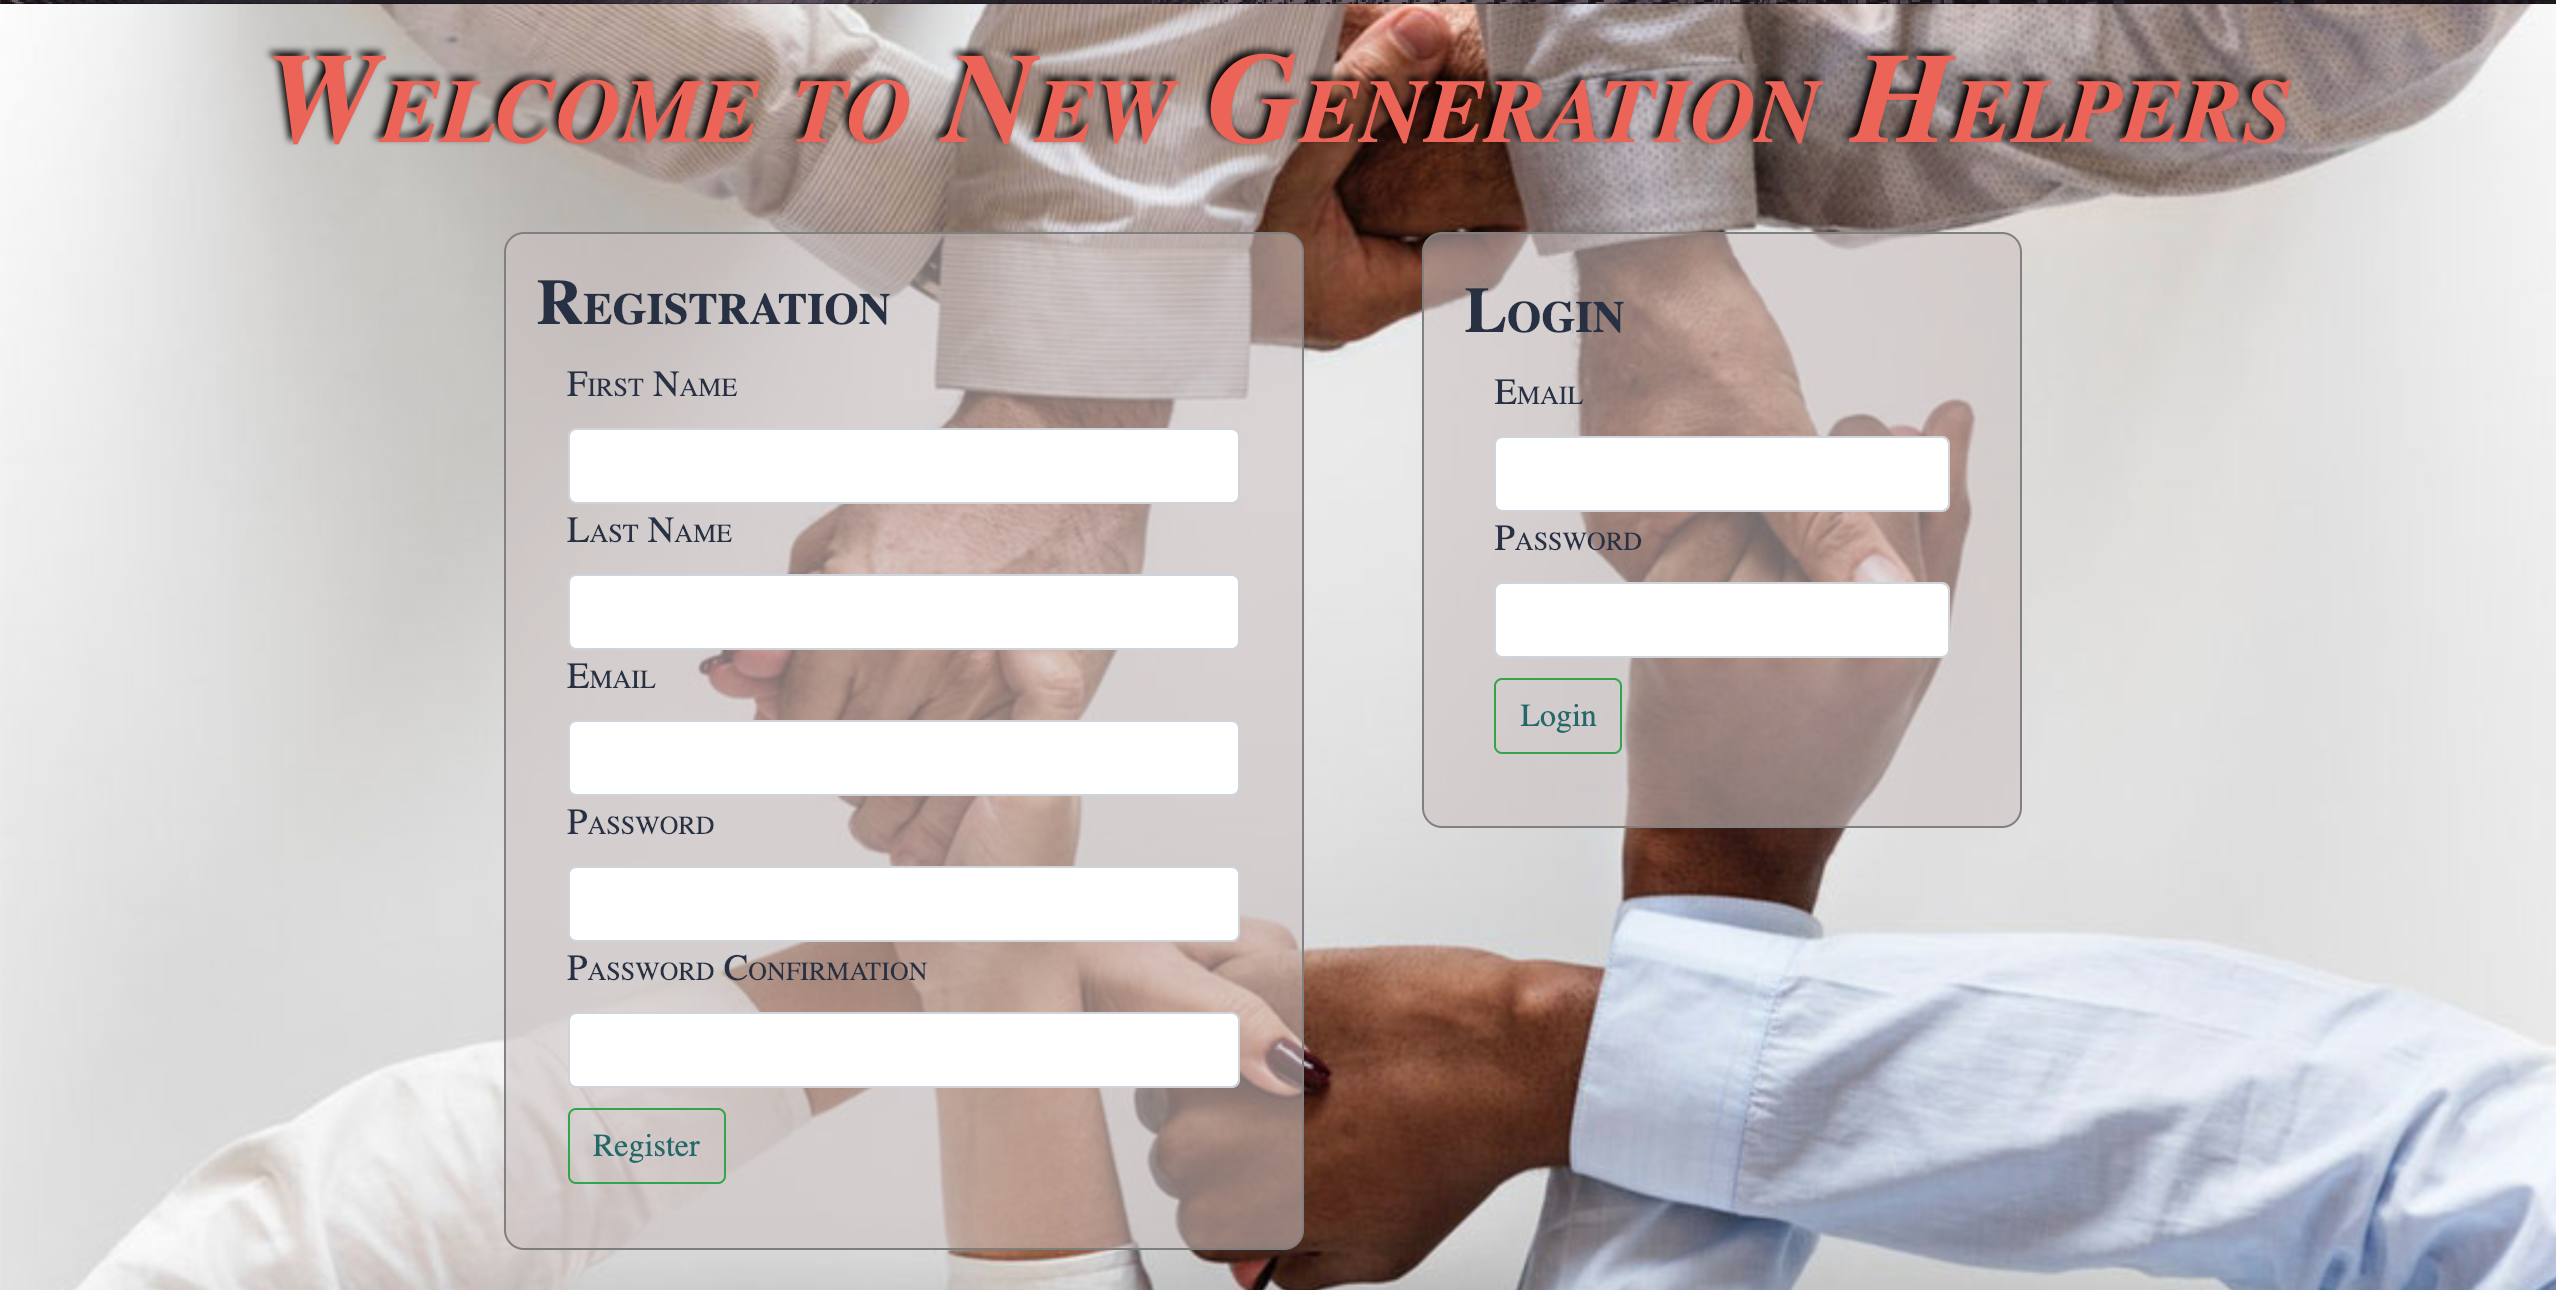 Welcome to New Generation Helpers
Registration
First Name
Last Name
Email
Password
Password Confirmation
Register
Login
Email
Password
Login